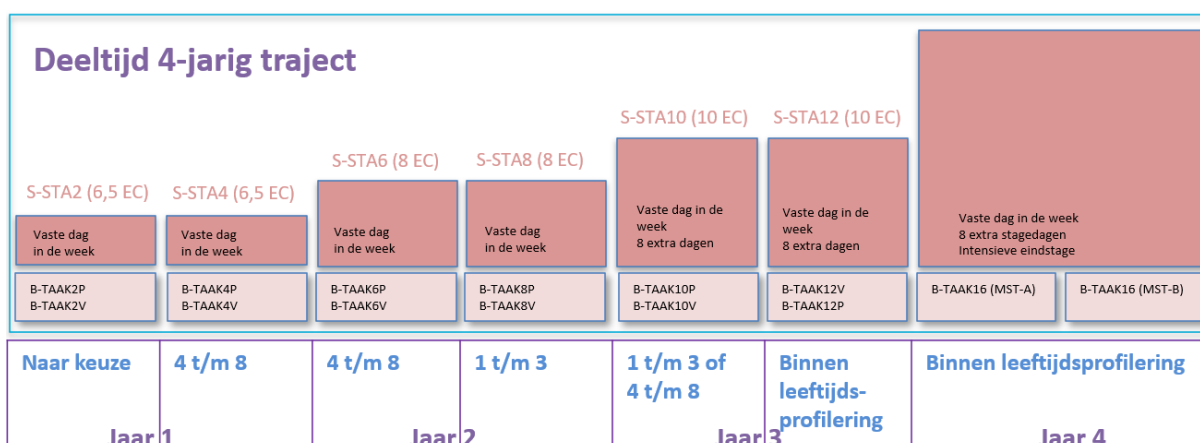 Deeltijd 4-jarig traject
S-STA2 (6,5 EC)
S-STA4 (6,5 EC)
S-STA6 (8 EC)
S-STA8 (8 EC)
S-STA10 (10 EC)
S-STA12 (10 EC)
Vaste dag
in de week
Vaste dag
in de week
Vaste dag
in de week
Vaste dag
in de week
Vaste dag in de
week
8 extra dagen
Vaste dag in de
week
8 extra dagen
Vaste dag in de week
8 extra stagedagen
Intensieve eindstage
B-TAAK2P
B-TAAK2V
B-TAAK4P
B-TAAK4V
B-TAAK6P
B-TAAK6V
B-TAAK8P
B-TAAK8V
B-TAAK10P
B-TAAK10V
B-TAAK12V
B-TAAK12P
B-TAAK16 (MST-A)
B-TAAK16 (MST-B)
Naar keuze
4 t/m 8
4 t/m 8
1 t/m 3
1 t/m 3 of
4 t/m 8
Binnen
leeftijds-
profilering
Binnen leeftijdsprofilering
Jaar 1
Jaar 2
Jaar 3
Jaar 4